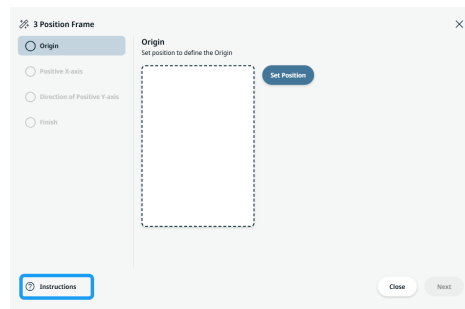 3 Position Frame
Origin
Positive X-axis
Direction of Positive Y-axis
Finish
Origin
Set position to define the Origin
Set Position
Instructions
Close
Next